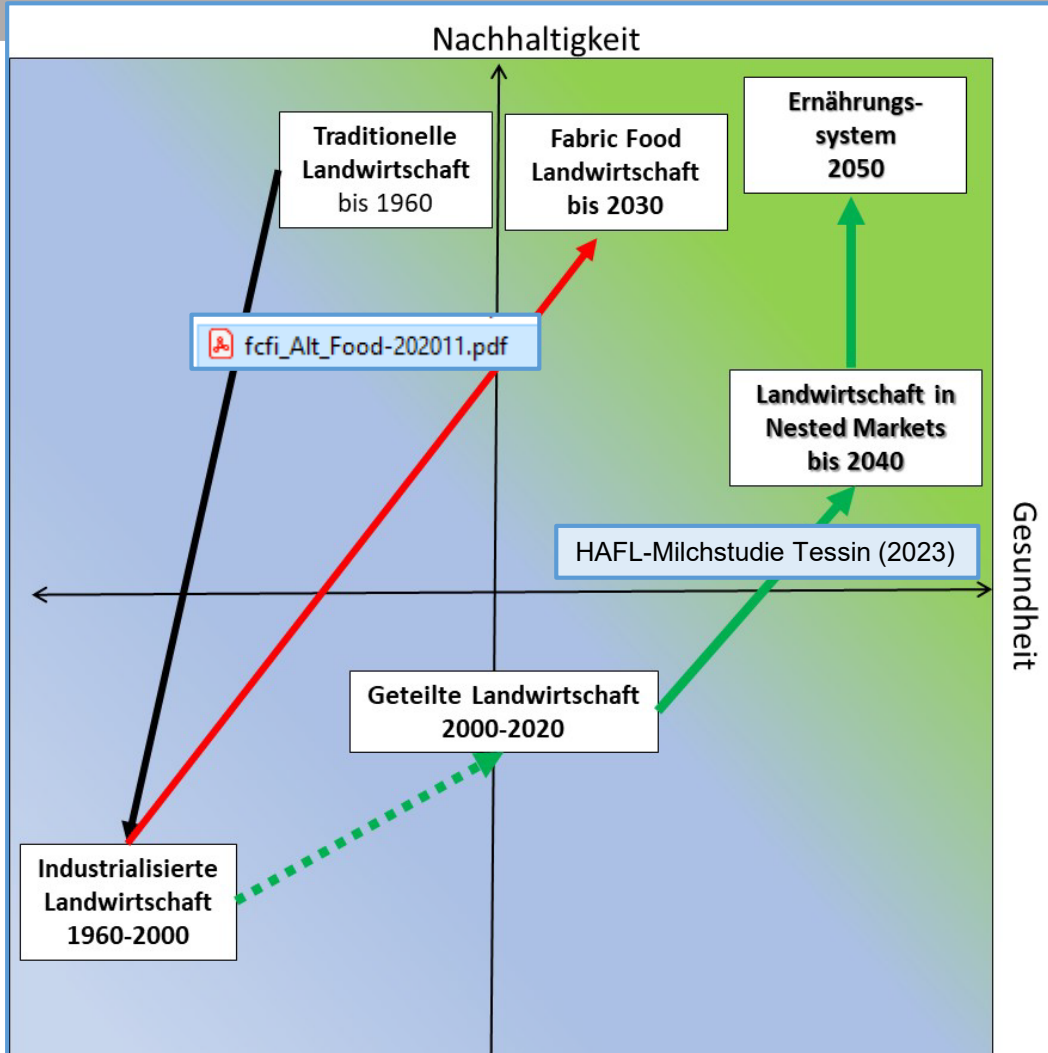 Nachhaltigkeit
Traditionelle
Landwirtschaft
bis 1960
Fabric Food
Landwirtschaft
bis 2030
Ernährungs-
system
2050
fcfi_Alt_Food-202011.pdf
Landwirtschaft in
Nested Markets
bis 2040
HAFL-Milchstudie Tessin (2023)
Gesundheit
Geteilte Landwirtschaft
2000-2020
Industrialisierte
Landwirtschaft
1960-2000